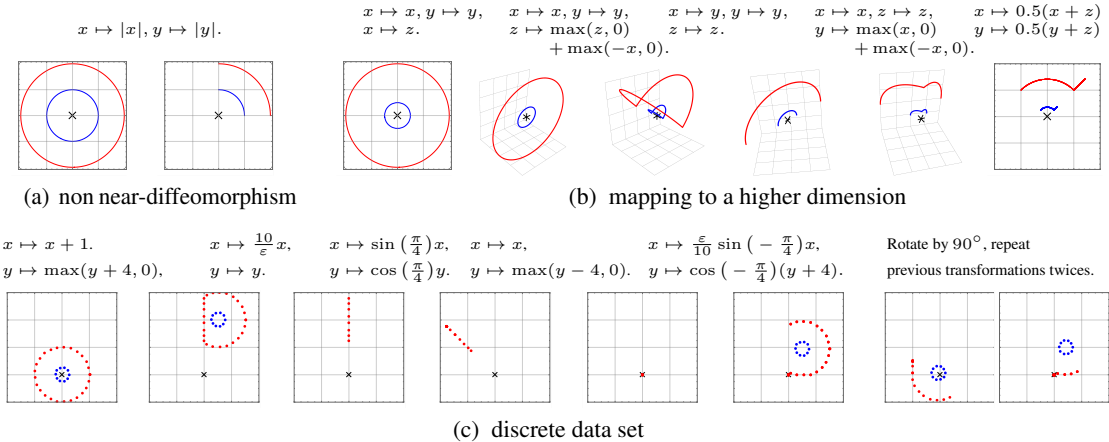 x ↦ |x|, y ↦ |y|.
x ↦ x, y ↦ y,
x ↦ z.
x ↦ x, y ↦ y,
z ↦ max(z, 0)
+ max(−x, 0).
x ↦ y, y ↦ y,
z ↦ z.
x ↦ x, z ↦ z,
y ↦ max(x, 0)
+ max(−x, 0).
x ↦ 0.5(x + z)
y ↦ 0.5(y + z)
(a) non near-diffeomorphism
(b) mapping to a higher dimension
x ↦ x + 1.
y ↦ max(y + 4, 0),
x ↦ 10/ε x,
y ↦ y.
x ↦ sin (π/4)x,
y ↦ cos (π/4)y.
x ↦ x,
y ↦ max(y − 4, 0).
x ↦ ε/10 sin (− π/4)x,
y ↦ cos (− π/4)(y + 4).
Rotate by 90°, repeat
previous transformations twices.
(c) discrete data set